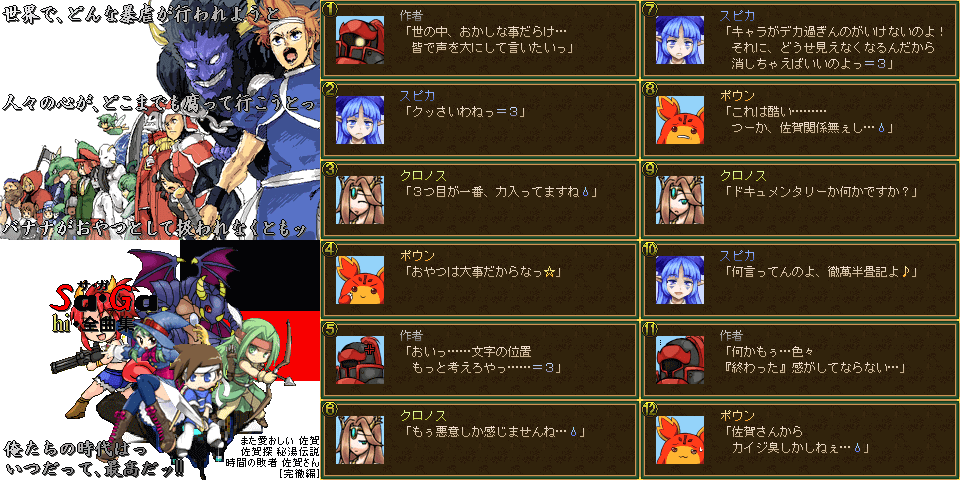 世界で、どんな暴虐が行われようと
人々の心が、どこまでも腐って行こうとっ
バナナがおやつとして扱われなくともッ
サ・ガ
Sa・Ga
hi・全曲集
俺たちの時代はっ
いつだって、最高だッ!!
また愛おしい 佐賀
佐賀探 秘湯伝説
時間の敗者 佐賀さん
【完徹編】
①
作者
「世の中、おかしな事だらけ…
皆で声を大にして言いたいっ」
②
スピカ
「クッさいわねっ＝３」
③
クロノス
「３つ目が一番、力入ってますね💧」
④
ポウン
「おやつは大事だからなっ☆」
⑤
作者
「おいっ……文字の位置
もっと考えろやっ……＝３」
⑥
クロノス
「もぅ悪意しか感じませんね…💧」
⑦
スピカ
「キャラがデカ過ぎんのがいけないのよ！
それに、どうせ見えなくなるんだから
消しちゃえばいいのよっ＝３」
⑧
ポウン
「これは酷い………
つーか、佐賀関係無ぇし…💧」
⑨
クロノス
「ドキュメンタリーか何かですか？」
⑩
スピカ
「何言ってんのよ、徹萬半畳記よ♪」
⑪
作者
「何かもぅ…色々
『終わった』感がしてならない…」
⑫
ポウン
「佐賀さんから
カイジ臭しかしねぇ…💧」